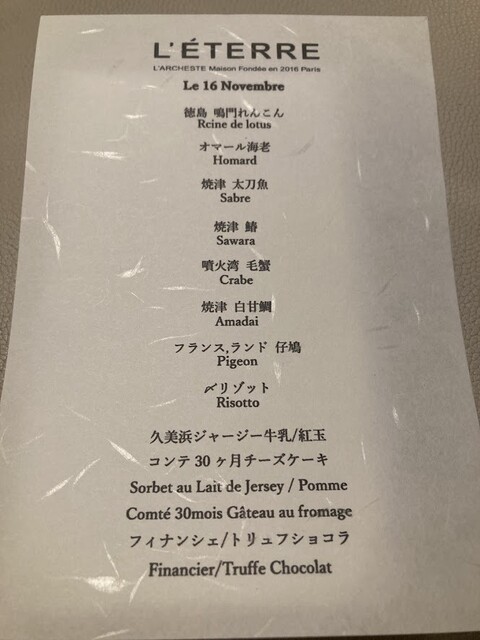 L'ÉTERRE
L'ARCHESTE Maison Fondée en 2016 Paris
Le 16 Novembre
徳島 鳴門れんこん
Rcine de lotus
オマール海老
Homard
焼津 太刀魚
Sabre
焼津 鰆
Sawara
噴火湾 毛蟹
Crabe
焼津 白甘鯛
Amadai
フランス,ランド 仔鳩
Pigeon
〆リゾット
Risotto
久美浜ジャージー牛乳/紅玉
コンテ 30 ヶ月チーズケーキ
Sorbet au Lait de Jersey / Pomme
Comté 30mois Gâteau au fromage
フィナンシェ/トリュフショコラ
Financier/Truffe Chocolat